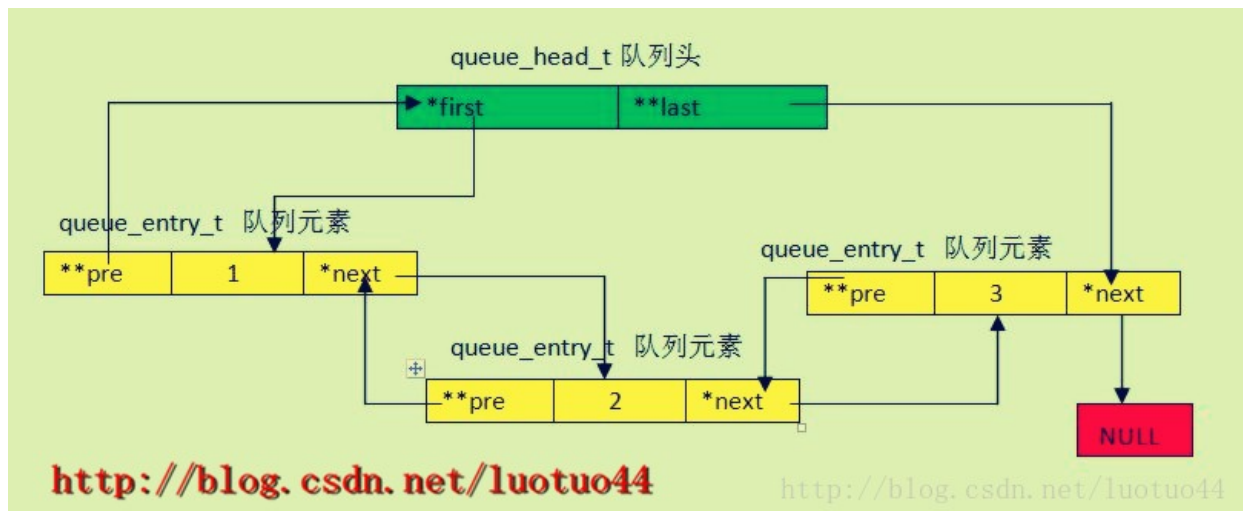 queue_head_t 队列头
*first
**last
queue_entry_t 队列元素
**pre
1
*next
queue_entry_t 队列元素
**pre
3
*next
queue_entry_t 队列元素
**pre
2
*next
NULL
http://blog.csdn.net/luotuo44
http://blog.csdn.net/luotuo44